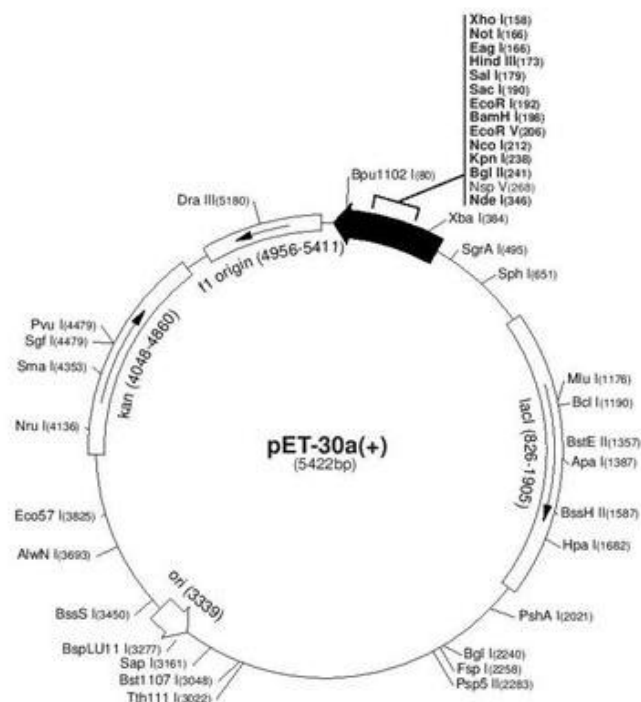 Xho I(158)
Not I(166)
Eag I(166)
Hind III(173)
Sal I(179)
Sac I(190)
EcoR I(192)
BamH I(198)
EcoR V(206)
Nco I(212)
Kpn I(238)
Bgl II(241)
Nsp V(268)
Nde I(346)
Bpu1102 I(80)
Dra III(5180)
Xba I(384)
SgrA I(495)
Sph I(651)
f1 origin (4956-5411)
Pvu I(4479)
Sgf I(4479)
Sma I(4353)
kan (4048-4860)
Nru I(4136)
Mlu I(1176)
Bcl I(1190)
lacI (826-1905)
BstE II(1357)
Apa I(1387)
pET-30a(+)
(5422bp)
BssH II(1587)
Hpa I(1682)
Eco57 I(3825)
AlwN I(3693)
ori (3339)
BssS I(3450)
PshA I(2021)
BspLU11 I(3277)
Sap I(3161)
Bst1107 I(3048)
Tth111 I(3022)
Bgl I(2240)
Fsp I(2258)
Psp5 II(2283)